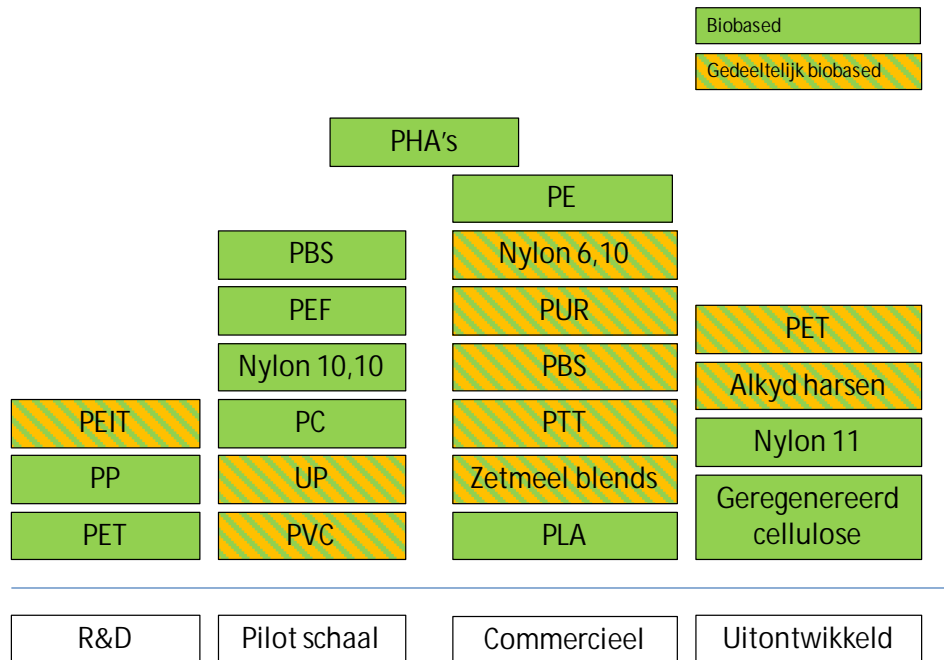 Biobased
Gedeeltelijk biobased
PHA's
PE
PBS
Nylon 6,10
PEF
PUR
PET
Nylon 10,10
PBS
Alkyd harsen
PEIT
PC
PTT
Nylon 11
PP
UP
Zetmeel blends
Geregenereerd
cellulose
PET
PVC
PLA
R&D
Pilot schaal
Commercieel
Uitontwikkeld